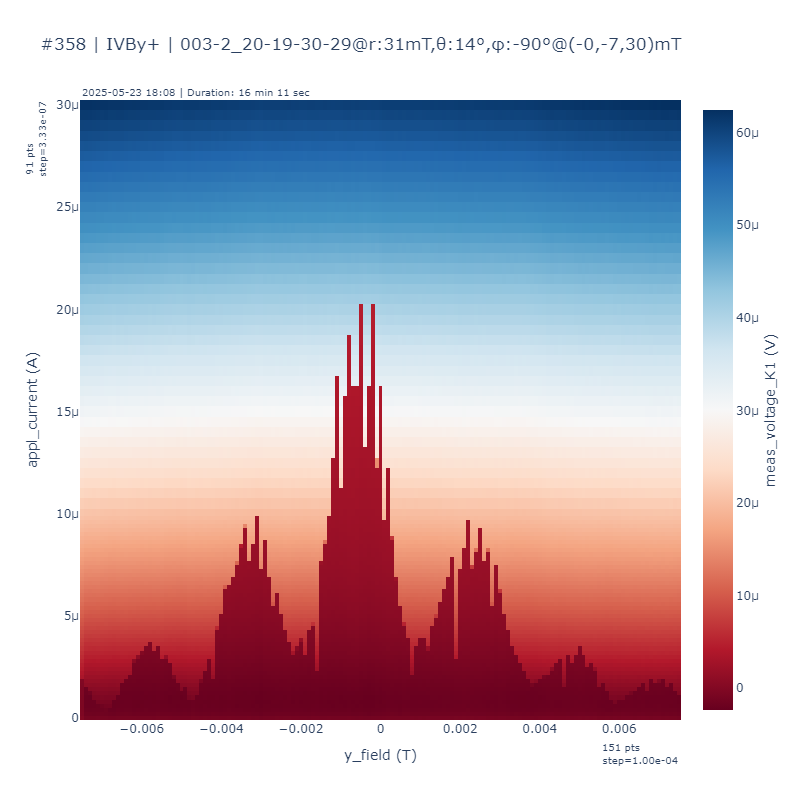 #358 | IVBy+ | 003-2_20-19-30-29@r:31mT,θ:14º,φ:-90º@(-0,-7,30)mT
2025-05-23 18:08 | Duration: 16 min 11 sec
91 pts
step=3.33e-07
30μ
25μ
20μ
15μ
10μ
5μ
0
appl_current (A)
−0.006
−0.004
−0.002
0
0.002
0.004
0.006
y_field (T)
151 pts
step=1.00e-04
60μ
50μ
40μ
30μ
20μ
10μ
0
meas_voltage_K1 (V)